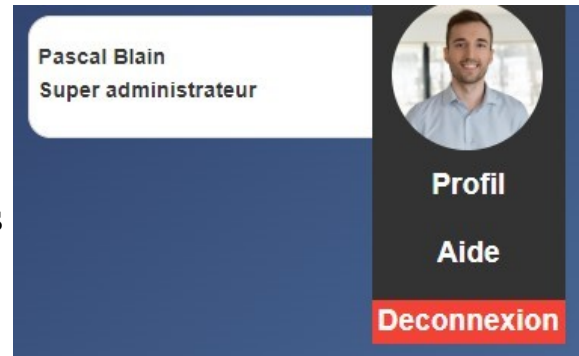 Pascal Blain
Super administrateur
Profil
Aide
Deconnexion